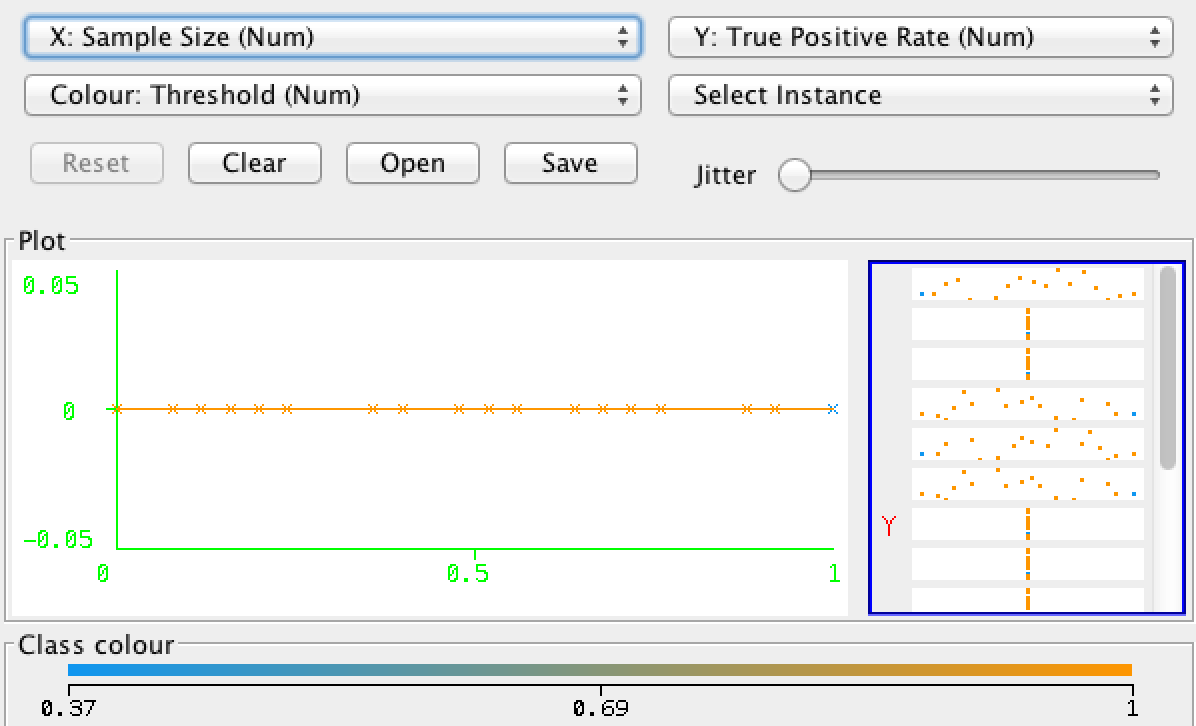 X: Sample Size (Num) Y: True Positive Rate (Num)
Colour: Threshold (Num) Select Instance
Reset Clear Open Save Jitter
Plot
0.05
0
-0.05
0 0.5 1
Y
Class colour
0.37 0.69 1